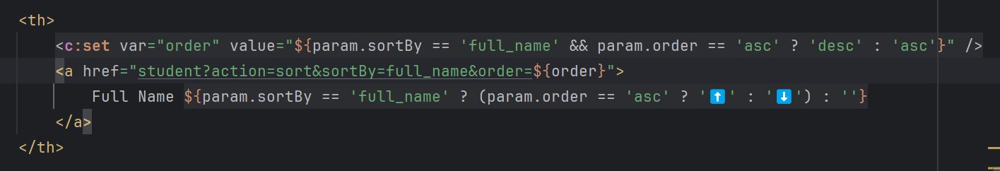 <th>
<c:set var="order" value="${param.sortBy == 'full_name' && param.order == 'asc' ? 'desc' : 'asc'}" />
<a href="student?action=sort&sortBy=full_name&order=${order}">
Full Name ${param.sortBy == 'full_name' ? (param.order == 'asc' ? '⬆️' : '⬇️') : ''}
</a>
</th>